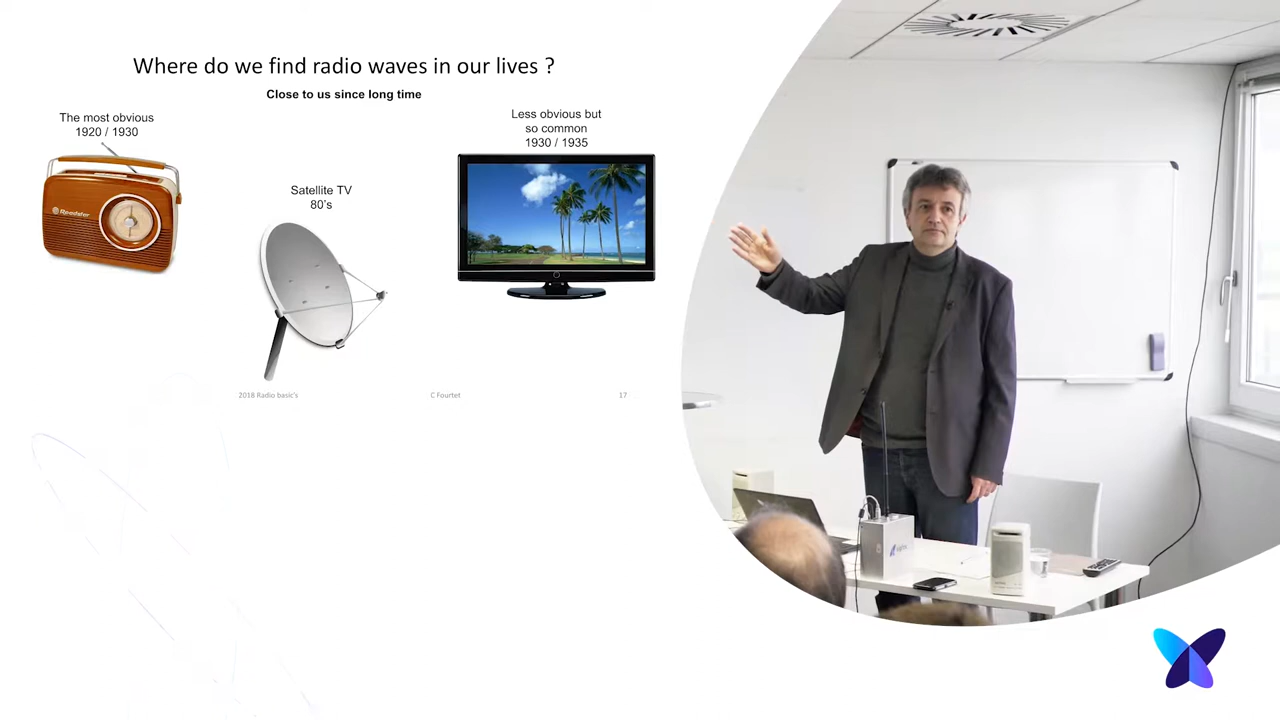 Where do we find radio waves in our lives ?
Close to us since long time
The most obvious
1920 / 1930
Less obvious but
so common
1930 / 1935
Satellite TV
80's
Roadstar
2018 Radio basic's
C Fourtet
17